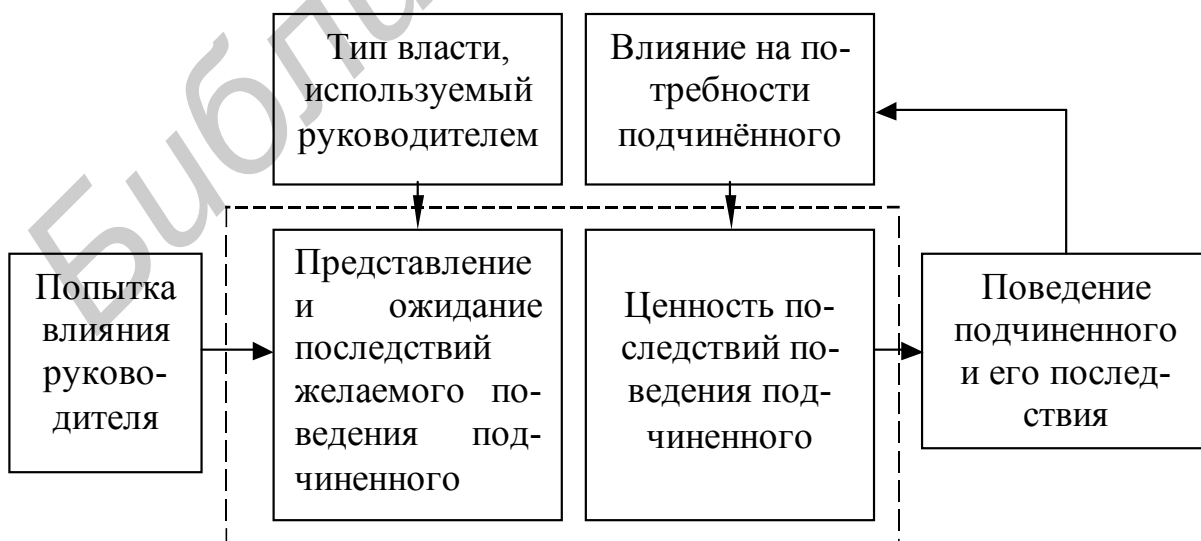 Тип власти,
используемый
руководителем
Влияние на по-
требности
подчинённого
Попытка
влияния
руково-
дителя
Представление
и ожидание
последствий
желаемого по-
ведения под-
чиненного
Ценность по-
следствий по-
ведения под-
чиненного
Поведение
подчиненного
и его послед-
ствия